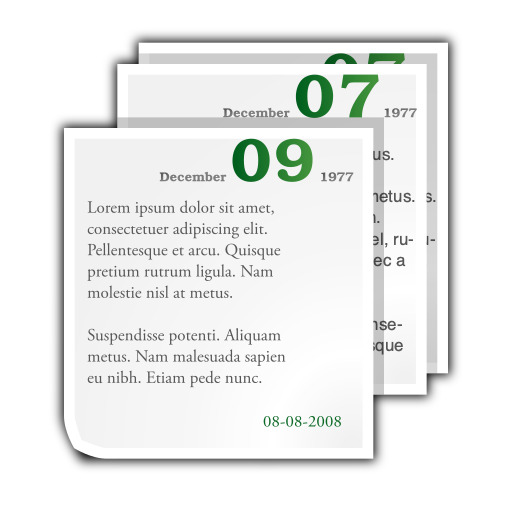 07
December 07 1977
us.
metus. s.
n.
el, ru- u-
ec a
nse-
sque
December 09 1977
Lorem ipsum dolor sit amet,
consectetuer adipiscing elit.
Pellentesque et arcu. Quisque
pretium rutrum ligula. Nam
molestie nisl at metus.
Suspendisse potenti. Aliquam
metus. Nam malesuada sapien
eu nibh. Etiam pede nunc.
08-08-2008